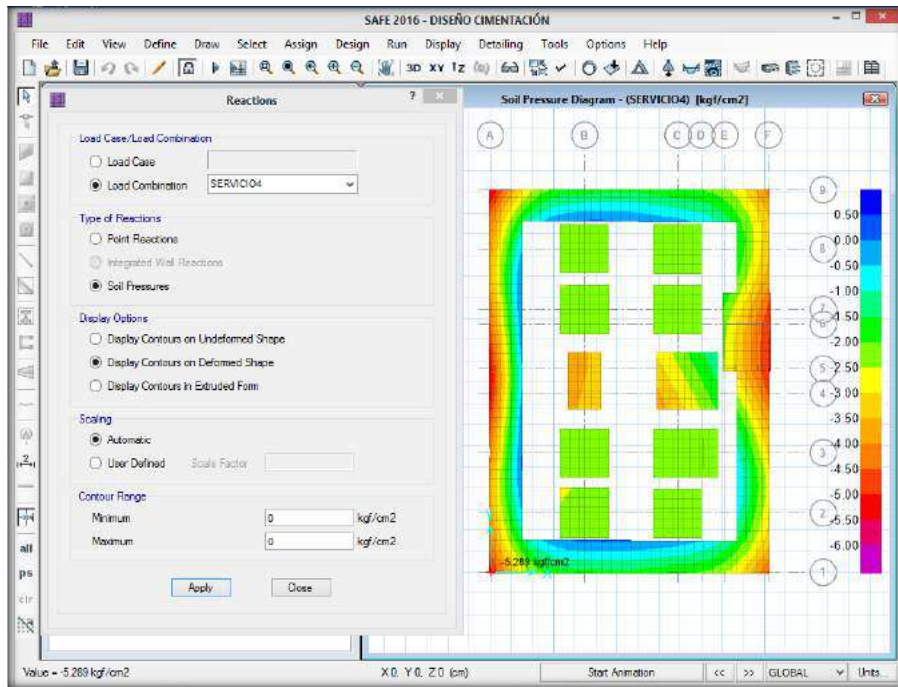 SAFE 2016 - DISEÑO CIMENTACIÓN
File Edit View Define Draw Select Assign Design Run Display Detailing Tools Options Help
3D XY
Reactions
?
Load Case/Load Combination
Load Case
Load Combination
SERVICIO4
Type of Reactions
Point Reactions
Integrated Wall Reactions
Soil Pressures
Display Options
Display Contours on Undeformed Shape
Display Contours on Deformed Shape
Display Contours in Extruded Form
Scaling
Automatic
User Defined Scale Factor
Contour Range
Minimum 0 kgf/cm2
Maximum 0 kgf/cm2
Apply Close
all
ps
clr
Soil Pressure Diagram - (SERVICIO4) [kgf/cm2]
A B C D E F
9
8
7
6
5
4
3
2
1
0.50
0.00
-0.50
-1.00
-1.50
-2.00
-2.50
-3.00
-3.50
-4.00
-4.50
-5.00
-5.50
-6.00
-5.289 kgf/cm2
Value = -5.289 kgf/cm2 X 0, Y 0, Z 0 (cm) Start Animation << >> GLOBAL Units...